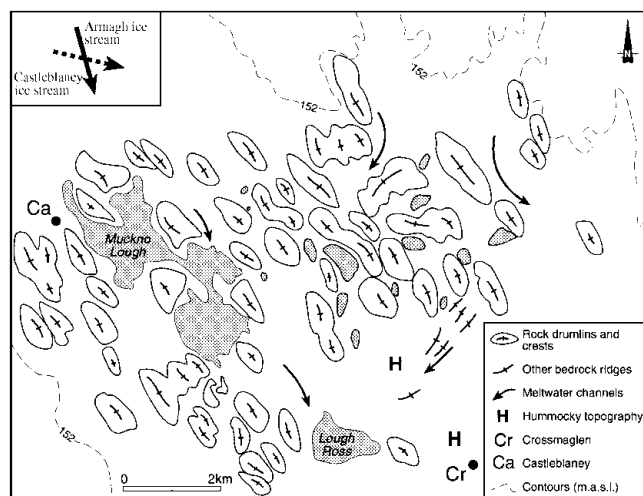 Armagh ice
stream
Castleblaney
ice stream
N
152
152
Ca
Muckno
Lough
H
H
Lough
Ross
Cr
0 2km
Rock drumlins and
crests
Other bedrock ridges
Meltwater channels
H Hummocky topography
Cr Crossmaglen
Ca Castleblaney
Contours (m.a.s.l.)
152